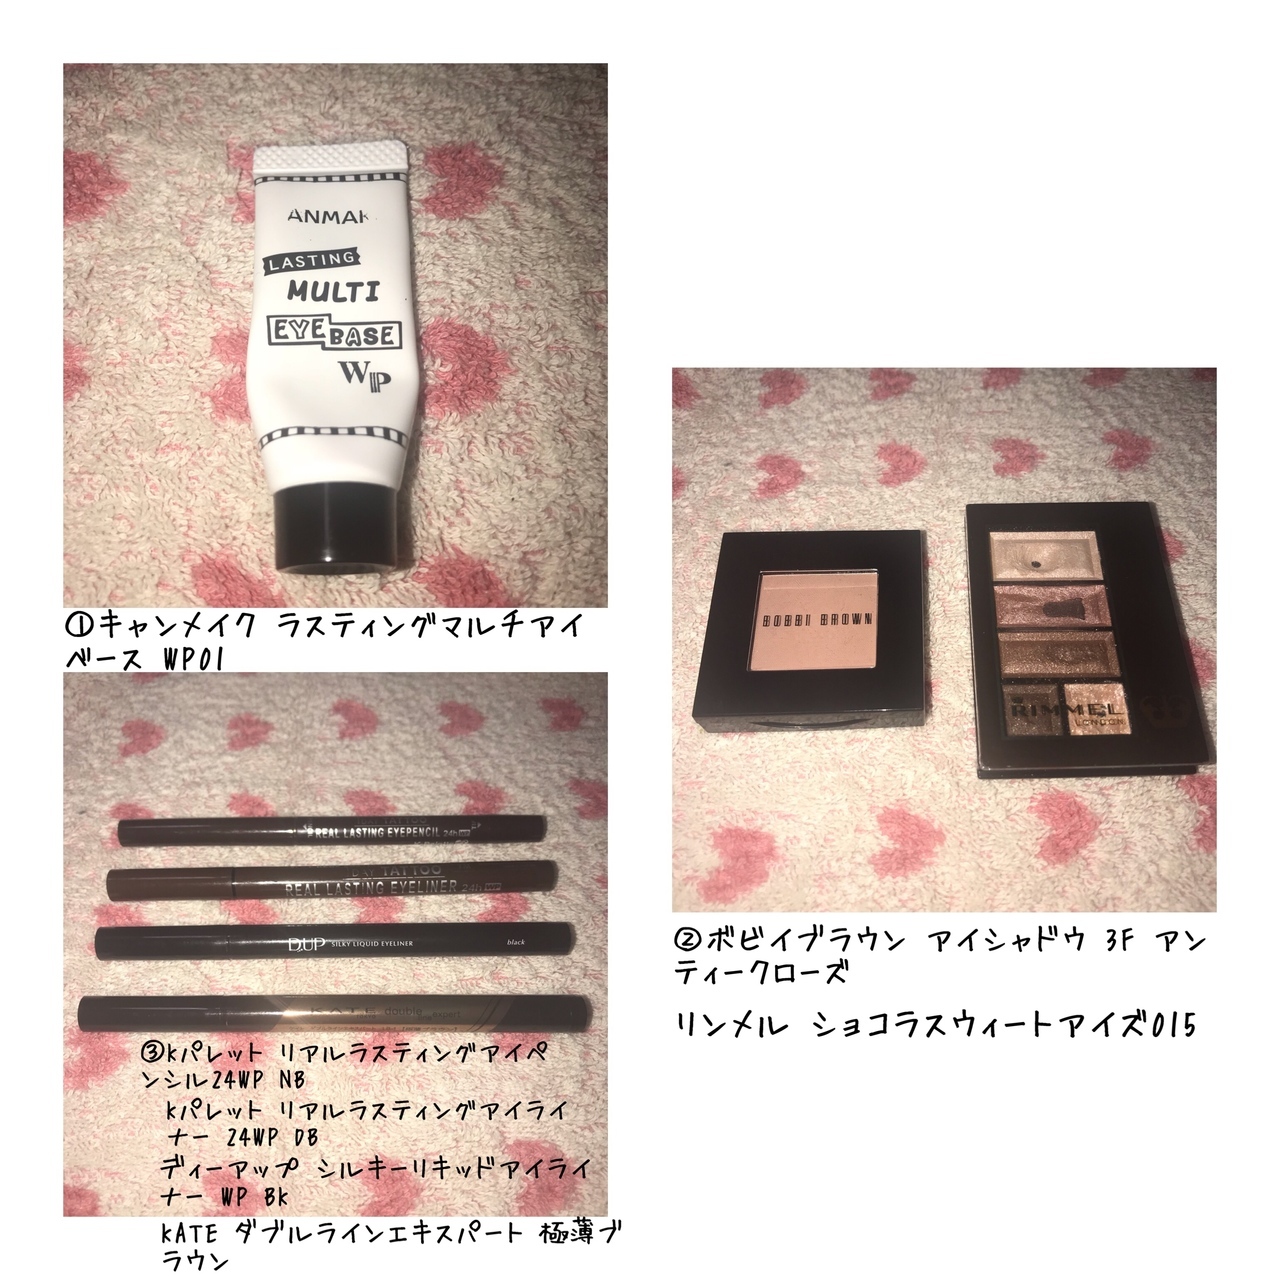 ANMAK
LASTING
MULTI
EYE BASE
WP
①キャンメイク ラスティングマルチアイ
ベース WP01
REAL LASTING EYEPENCIL 24h WP
TATTOO
REAL LASTING EYELINER 24h WP
D.UP SILKY LIQUID EYELINER black
KATE double line expert
③Kパレット リアルラスティングアイペ
ンシル24WP NB
Kパレット リアルラスティングアイライ
ナー 24WP DB
ディーアップ シルキーリキッドアイライ
ナー WP BK
KATE ダブルラインエキスパート 極薄ブ
ラウン
BOBBI BROWN
RIMMEL
LONDON
②ボビイブラウン アイシャドウ 3F アン
ティークローズ
リンメル ショコラスウィートアイズ015